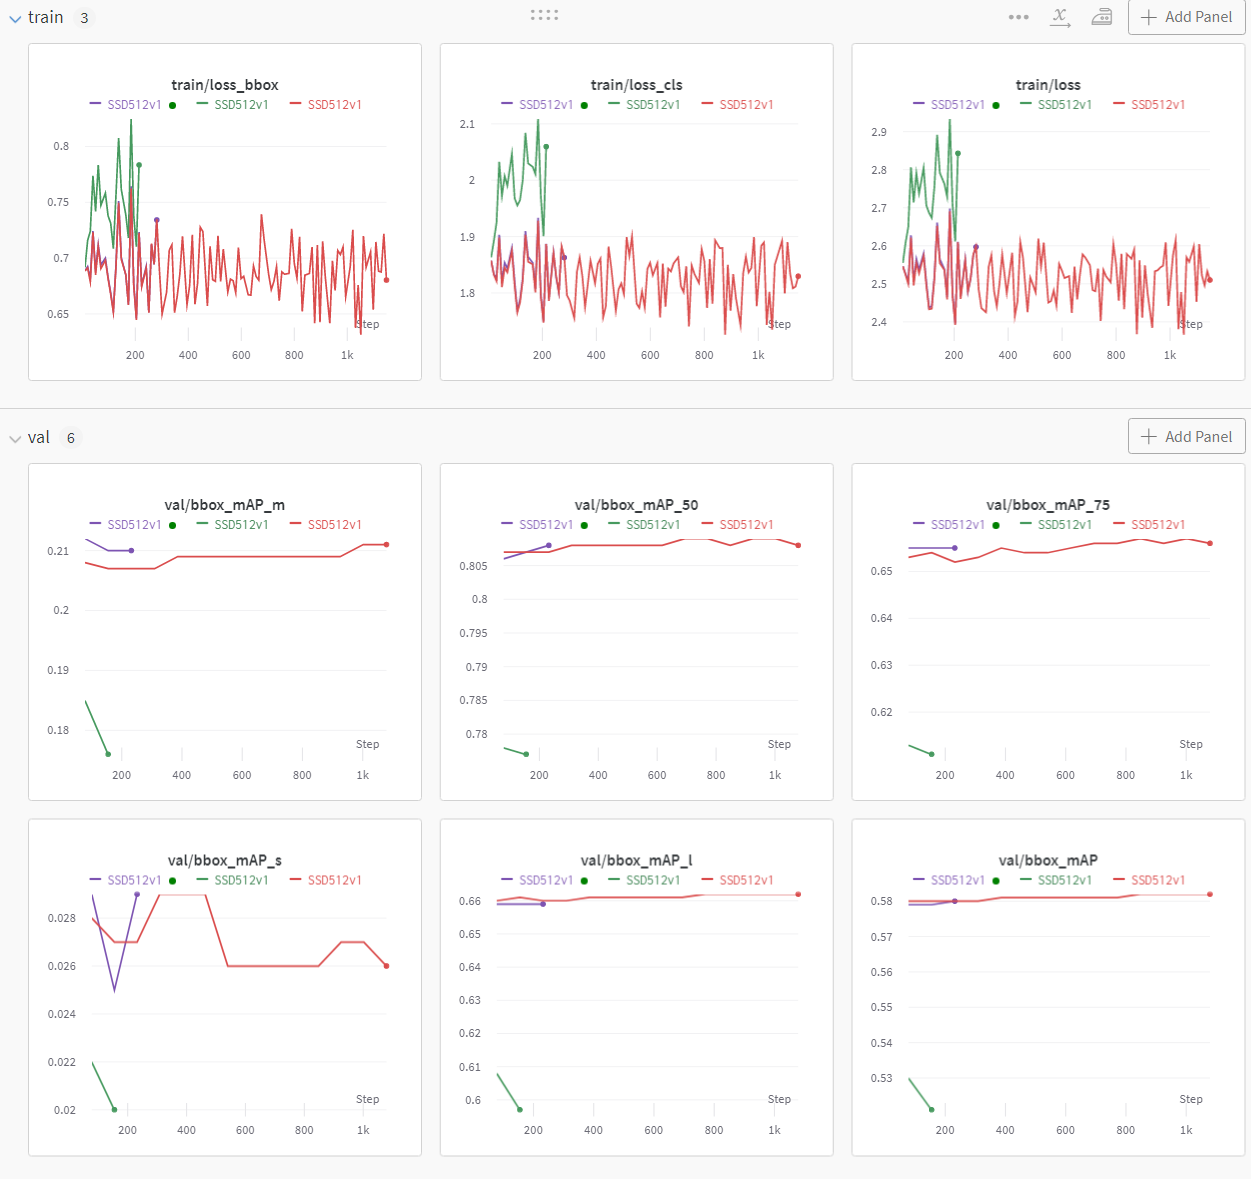 train 3
x
Add Panel
train/loss_bbox
SSD512v1 SSD512v1 SSD512v1
0.8
0.75
0.7
0.65
Step
200 400 600 800 1k
train/loss_cls
SSD512v1 SSD512v1 SSD512v1
2.1
2
1.9
1.8
Step
200 400 600 800 1k
train/loss
SSD512v1 SSD512v1 SSD512v1
2.9
2.8
2.7
2.6
2.5
2.4
Step
200 400 600 800 1k
val 6
Add Panel
val/bbox_mAP_m
SSD512v1 SSD512v1 SSD512v1
0.21
0.2
0.19
0.18
Step
200 400 600 800 1k
val/bbox_mAP_50
SSD512v1 SSD512v1 SSD512v1
0.805
0.8
0.795
0.79
0.785
0.78
Step
200 400 600 800 1k
val/bbox_mAP_75
SSD512v1 SSD512v1 SSD512v1
0.65
0.64
0.63
0.62
Step
200 400 600 800 1k
val/bbox_mAP_s
SSD512v1 SSD512v1 SSD512v1
0.028
0.026
0.024
0.022
0.02
Step
200 400 600 800 1k
val/bbox_mAP_l
SSD512v1 SSD512v1 SSD512v1
0.66
0.65
0.64
0.63
0.62
0.61
0.6
Step
200 400 600 800 1k
val/bbox_mAP
SSD512v1 SSD512v1 SSD512v1
0.58
0.57
0.56
0.55
0.54
0.53
Step
200 400 600 800 1k